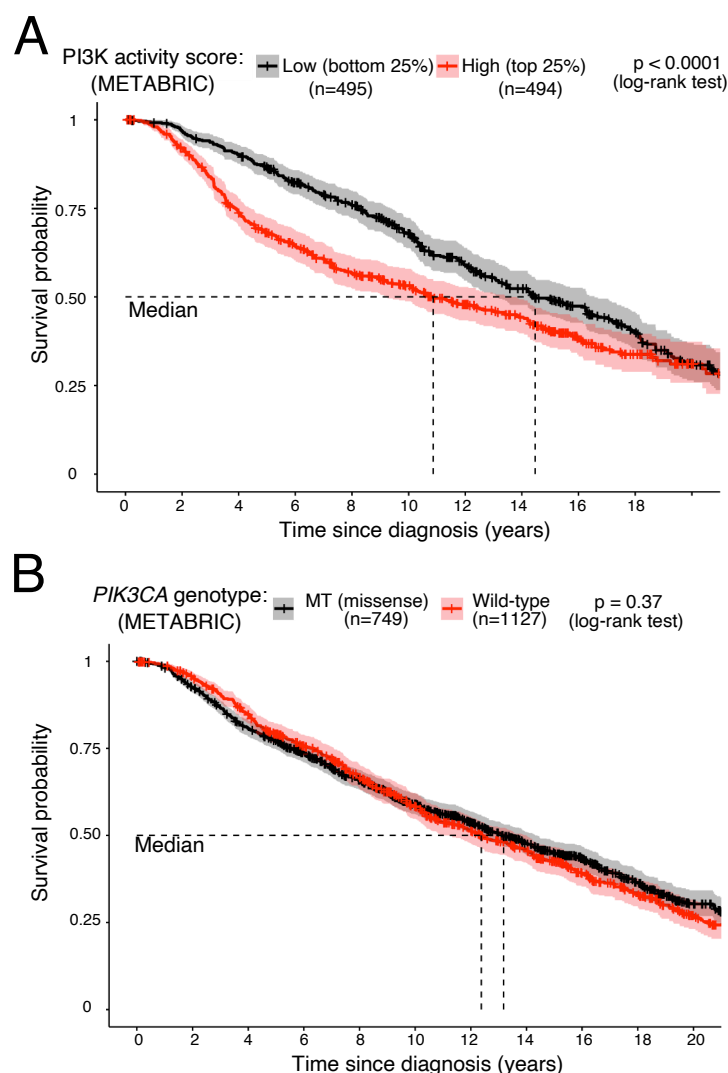 A
PI3K activity score:
(METABRIC)
Low (bottom 25%)
(n=495)
High (top 25%)
(n=494)
p < 0.0001
(log-rank test)
Survival probability
1
0.75
0.50
0.25
0
Median
0 2 4 6 8 10 12 14 16 18
Time since diagnosis (years)
B
PIK3CA genotype:
(METABRIC)
MT (missense)
(n=749)
Wild-type
(n=1127)
p = 0.37
(log-rank test)
Survival probability
1
0.75
0.50
0.25
0
Median
0 2 4 6 8 10 12 14 16 18 20
Time since diagnosis (years)